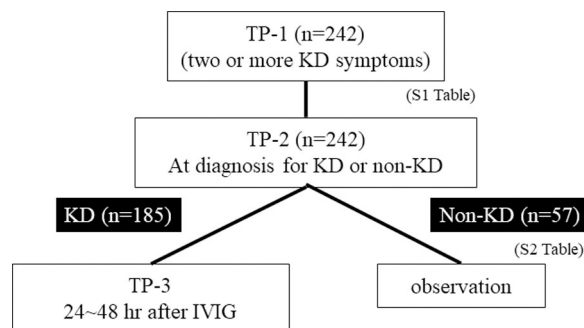 TP-1 (n=242)
(two or more KD symptoms)
(S1 Table)
TP-2 (n=242)
At diagnosis for KD or non-KD
KD (n=185)
Non-KD (n=57)
(S2 Table)
TP-3
24~48 hr after IVIG
observation